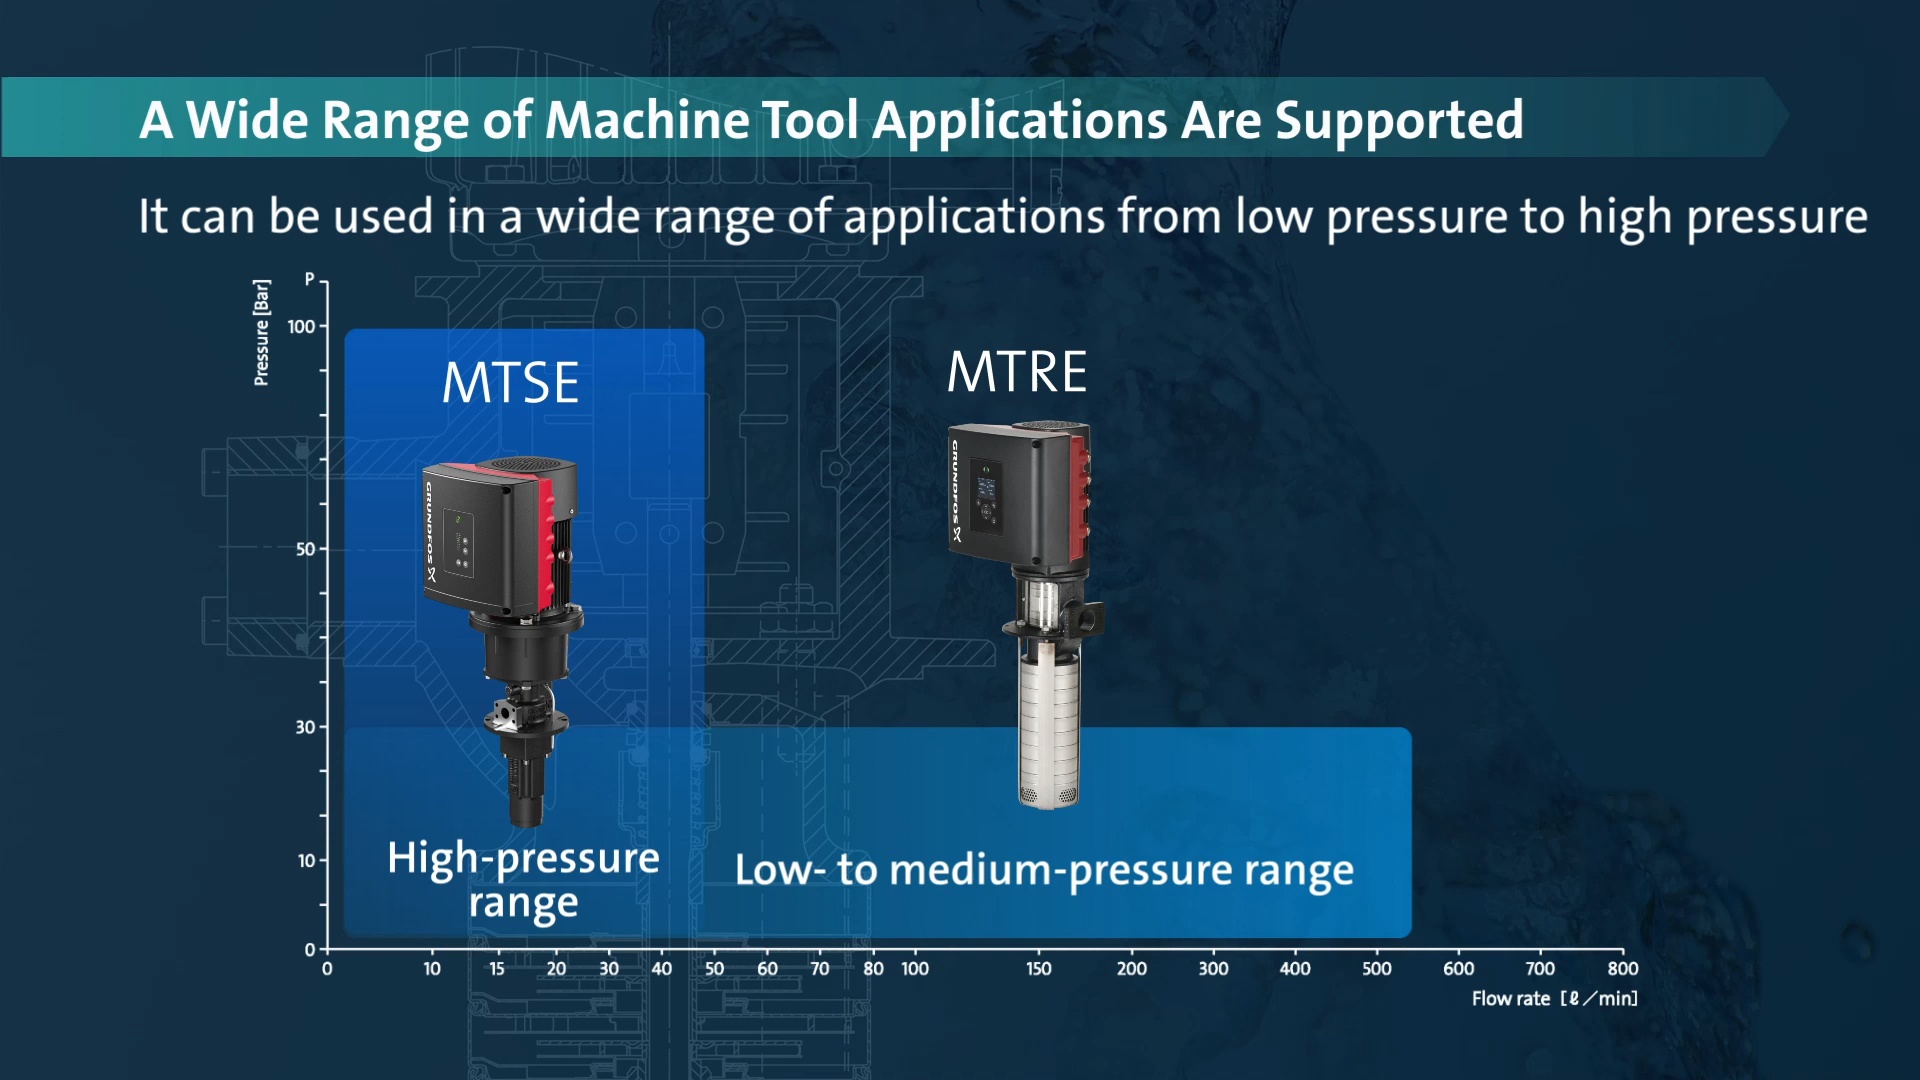 A Wide Range of Machine Tool Applications Are Supported
It can be used in a wide range of applications from low pressure to high pressure
Pressure [Bar]
P
100
50
30
10
0
MTSE
GRUNDFOS
High-pressure
range
MTRE
GRUNDFOS
Low- to medium-pressure range
0 10 15 20 30 40 50 60 70 80 100 150 200 300 400 500 600 700 800
Flow rate [ℓ/min]